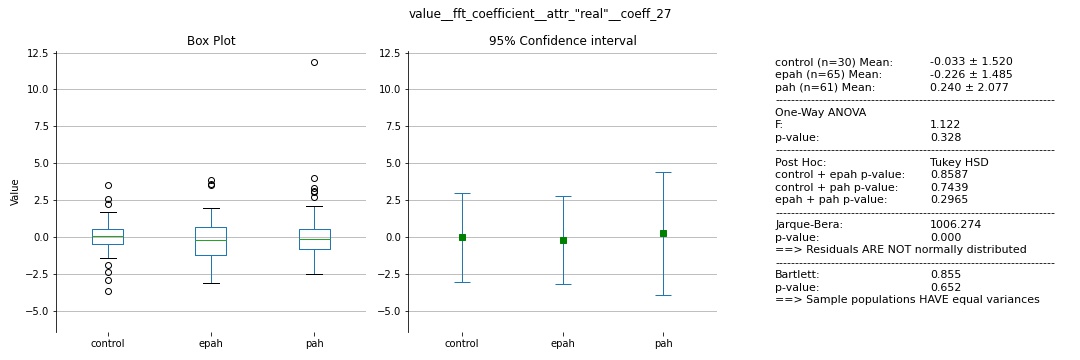 value__fft_coefficient__attr_"real"__coeff_27
Box Plot
12.5
10.0
7.5
5.0
2.5
0.0
−2.5
−5.0
Value
control epah pah
95% Confidence interval
12.5
10.0
7.5
5.0
2.5
0.0
−2.5
−5.0
control epah pah
control (n=30) Mean: -0.033 ± 1.520
epah (n=65) Mean: -0.226 ± 1.485
pah (n=61) Mean: 0.240 ± 2.077
One-Way ANOVA
F: 1.122
p-value: 0.328
Post Hoc: Tukey HSD
control + epah p-value: 0.8587
control + pah p-value: 0.7439
epah + pah p-value: 0.2965
Jarque-Bera: 1006.274
p-value: 0.000
==> Residuals ARE NOT normally distributed
Bartlett: 0.855
p-value: 0.652
==> Sample populations HAVE equal variances